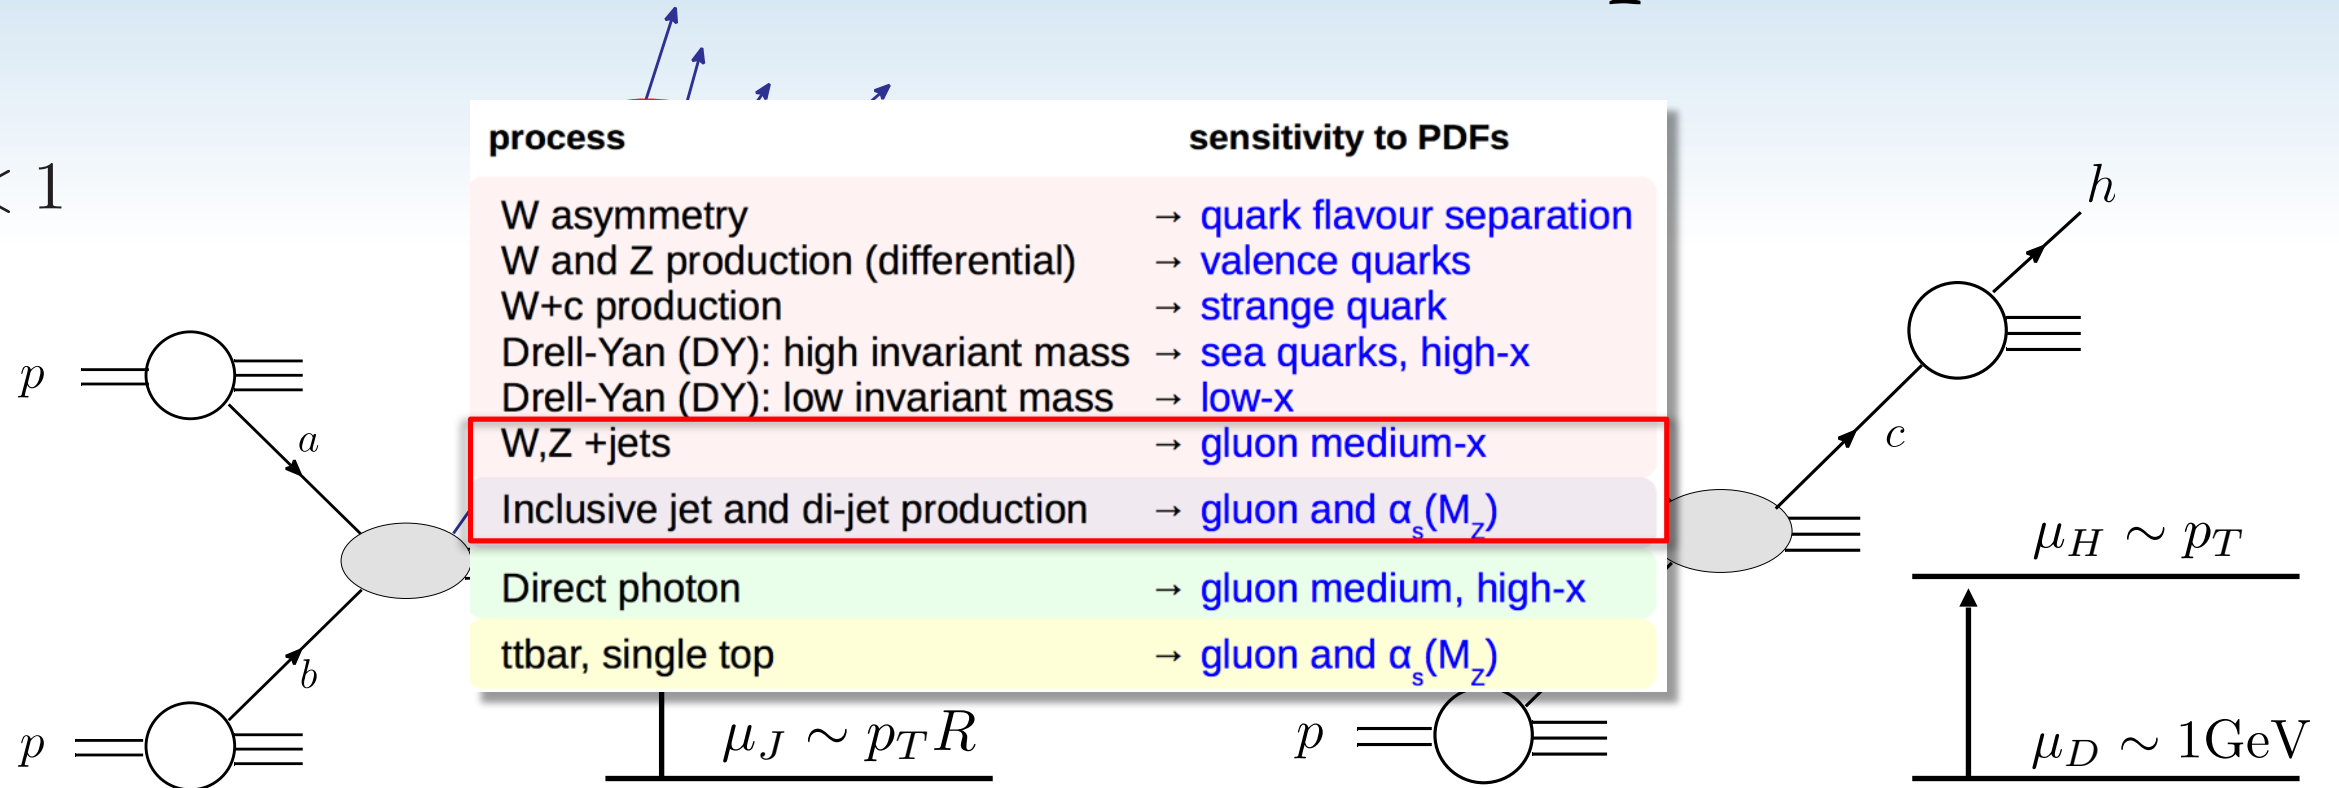 < 1
h
process sensitivity to PDFs
W asymmetry → quark flavour separation
W and Z production (differential) → valence quarks
W+c production → strange quark
Drell-Yan (DY): high invariant mass → sea quarks, high-x
Drell-Yan (DY): low invariant mass → low-x
W,Z +jets → gluon medium-x
Inclusive jet and di-jet production → gluon and αs(MZ)
Direct photon → gluon medium, high-x
ttbar, single top → gluon and αs(MZ)
p
a
b
p
c
μH ∼ pT
μJ ∼ pT R
p
μD ∼ 1GeV